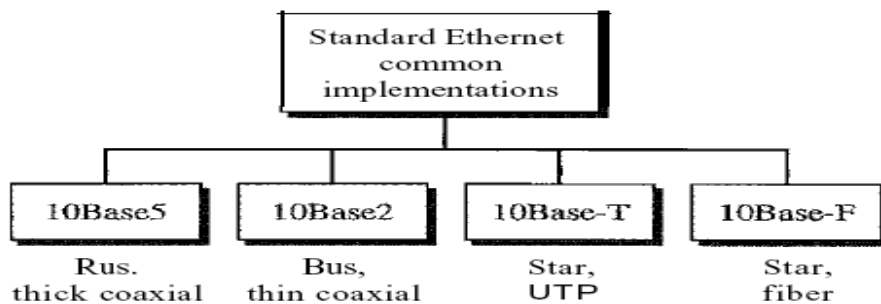 Standard Ethernet
common
implementations
10Base5
10Base2
10Base-T
10Base-F
Rus.
thick coaxial
Bus,
thin coaxial
Star,
UTP
Star,
fiber